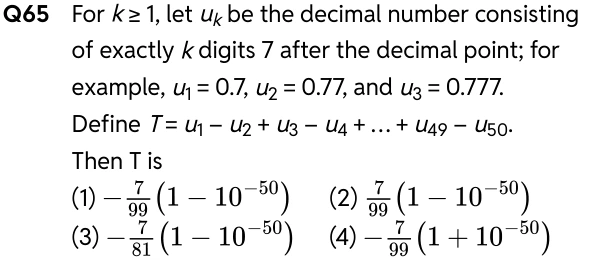 Q65 For k ≥ 1, let u_k be the decimal number consisting
of exactly k digits 7 after the decimal point; for
example, u₁ = 0.7, u₂ = 0.77, and u₃ = 0.777.
Define T = u₁ − u₂ + u₃ − u₄ + ... + u₄₉ − u₅₀.
Then T is
(1) −7/99 (1 − 10⁻⁵⁰) (2) 7/99 (1 − 10⁻⁵⁰)
(3) −7/81 (1 − 10⁻⁵⁰) (4) −7/99 (1 + 10⁻⁵⁰)